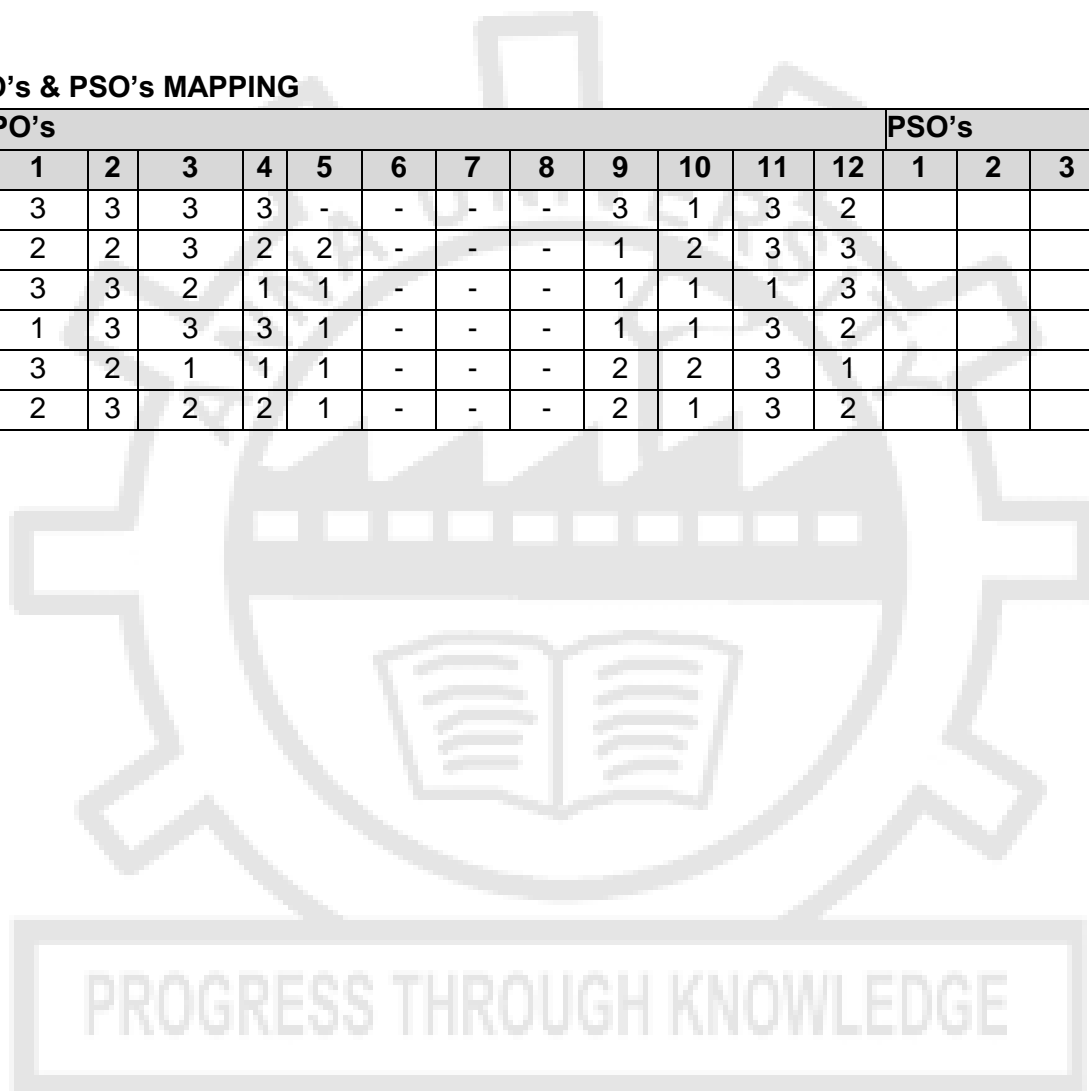 O's & PSO's MAPPING
PO's PSO's
1 2 3 4 5 6 7 8 9 10 11 12 1 2 3
3 3 3 3 - - - - 3 1 3 2
2 2 3 2 2 - - - 1 2 3 3
3 3 2 1 1 - - - 1 1 1 3
1 3 3 3 1 - - - 1 1 3 2
3 2 1 1 1 - - - 2 2 3 1
2 3 2 2 1 - - - 2 1 3 2
ANNA UNIVERSITY
PROGRESS THROUGH KNOWLEDGE